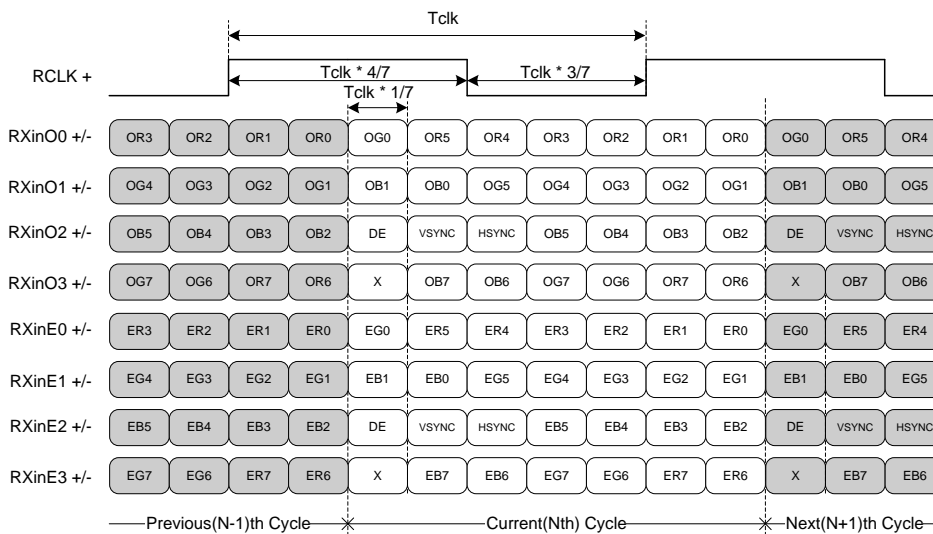 Tclk
RCLK +
Tclk * 4/7 Tclk * 3/7
Tclk * 1/7
RXinO0 +/- OR3 OR2 OR1 OR0 OG0 OR5 OR4 OR3 OR2 OR1 OR0 OG0 OR5 OR4
RXinO1 +/- OG4 OG3 OG2 OG1 OB1 OB0 OG5 OG4 OG3 OG2 OG1 OB1 OB0 OG5
RXinO2 +/- OB5 OB4 OB3 OB2 DE VSYNC HSYNC OB5 OB4 OB3 OB2 DE VSYNC HSYNC
RXinO3 +/- OG7 OG6 OR7 OR6 X OB7 OB6 OG7 OG6 OR7 OR6 X OB7 OB6
RXinE0 +/- ER3 ER2 ER1 ER0 EG0 ER5 ER4 ER3 ER2 ER1 ER0 EG0 ER5 ER4
RXinE1 +/- EG4 EG3 EG2 EG1 EB1 EB0 EG5 EG4 EG3 EG2 EG1 EB1 EB0 EG5
RXinE2 +/- EB5 EB4 EB3 EB2 DE VSYNC HSYNC EB5 EB4 EB3 EB2 DE VSYNC HSYNC
RXinE3 +/- EG7 EG6 ER7 ER6 X EB7 EB6 EG7 EG6 ER7 ER6 X EB7 EB6
Previous(N-1)th Cycle Current(Nth) Cycle Next(N+1)th Cycle